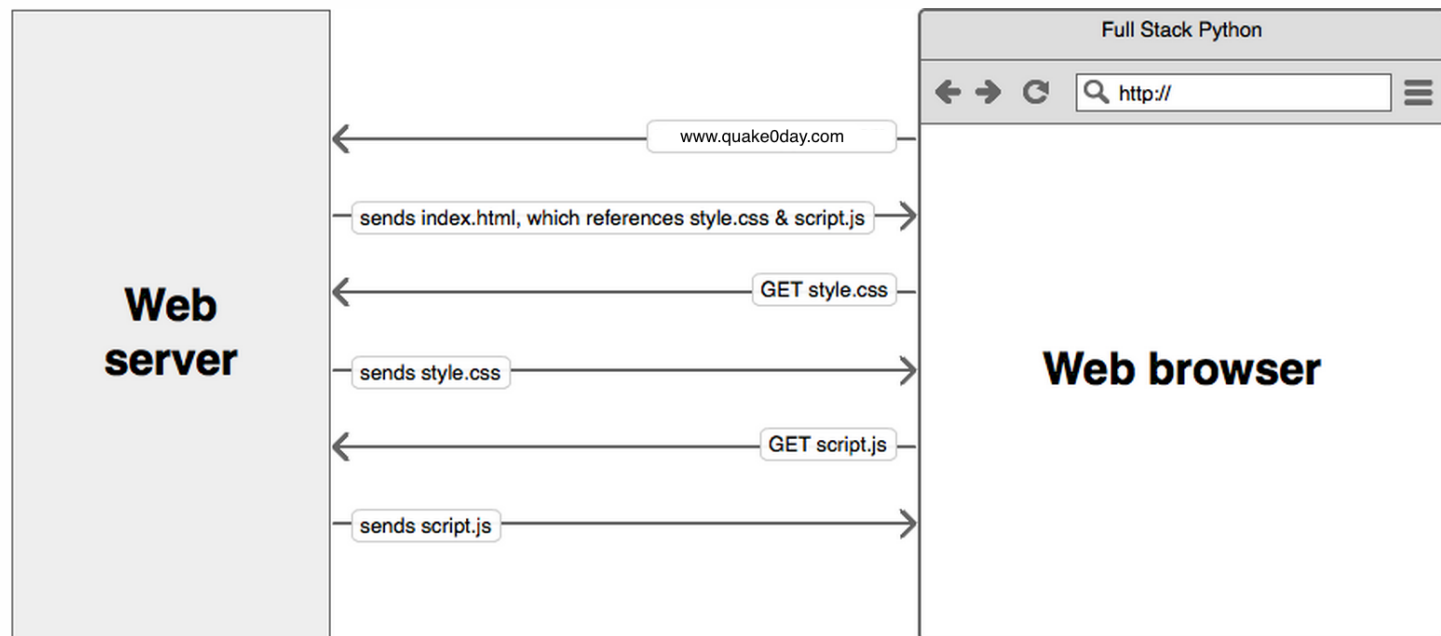 Full Stack Python
http://
www.quake0day.com
sends index.html, which references style.css & script.js
GET style.css
Web
server
sends style.css
Web browser
GET script.js
sends script.js